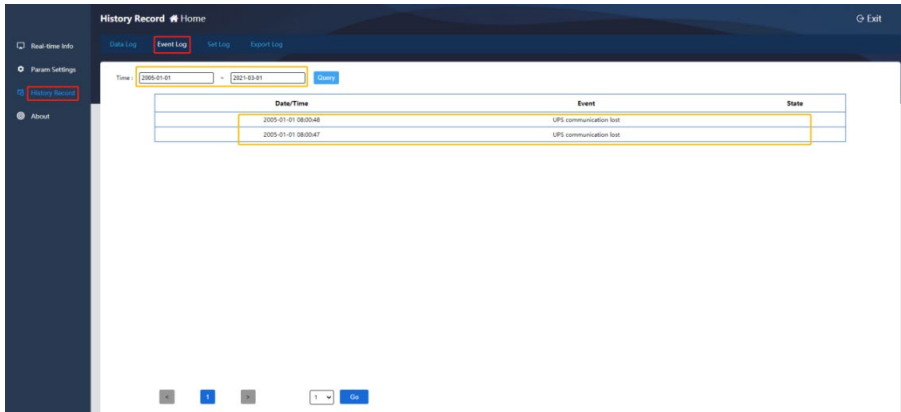 History Record Home
Exit
Real-time Info
Param Settings
History Record
About
Data Log Event Log Set Log Export Log
Time : 2005-01-01 ~ 2021-03-01 Query
Date/Time Event State
2005-01-01 08:00:48 UPS communication lost
2005-01-01 08:00:47 UPS communication lost
< 1 > 1 Go